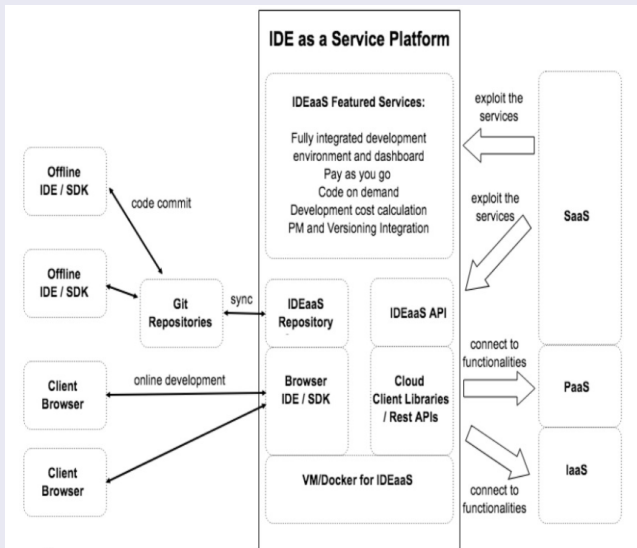 IDE as a Service Platform
IDEaaS Featured Services:
Fully integrated development
environment and dashboard
Pay as you go
Code on demand
Development cost calculation
PM and Versioning Integration
Offline
IDE / SDK
code commit
Offline
IDE / SDK
Git
Repositories
sync
IDEaaS
Repository
IDEaaS API
Client
Browser
online development
Browser
IDE / SDK
Cloud
Client Libraries
/ Rest APIs
Client
Browser
VM/Docker for IDEaaS
exploit the
services
exploit the
services
SaaS
connect to
functionalities
PaaS
IaaS
connect to
functionalities